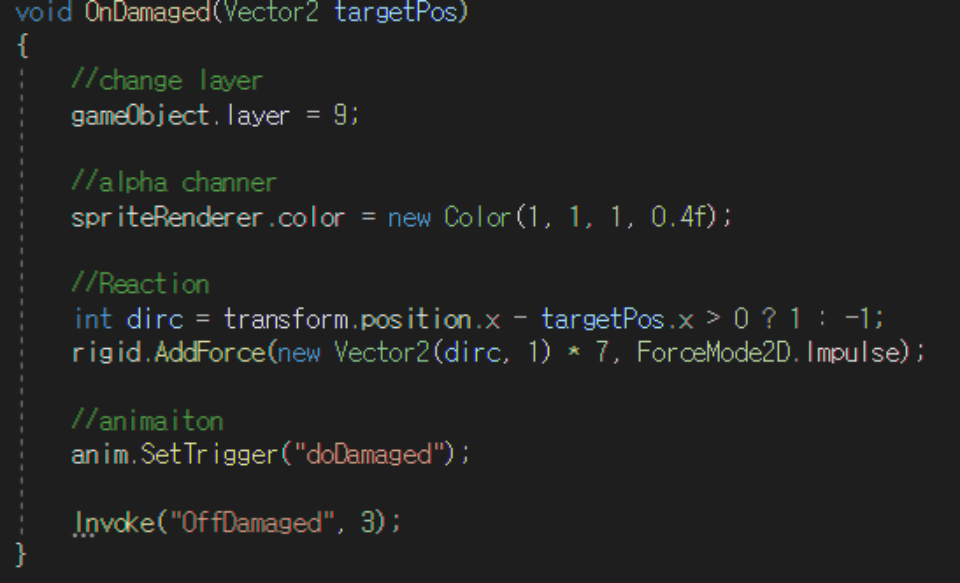 void OnDamaged(Vector2 targetPos)
{
//change layer
gameObject.layer = 9;
//alpha channer
spriteRenderer.color = new Color(1, 1, 1, 0.4f);
//Reaction
int dirc = transform.position.x - targetPos.x > 0 ? 1 : -1;
rigid.AddForce(new Vector2(dirc, 1) * 7, ForceMode2D.Impulse);
//animaiton
anim.SetTrigger("doDamaged");
Invoke("OffDamaged", 3);
}